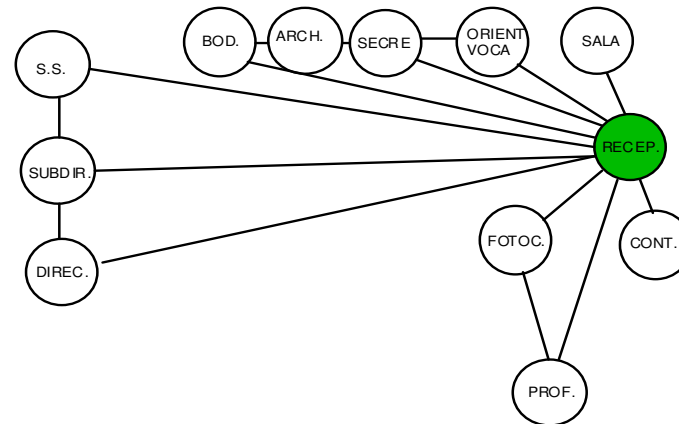 BOD.
ARCH.
SECRE
ORIENT
VOCA
SALA
S.S.
RECEP.
SUBDIR.
FOTOC.
CONT.
DIREC.
PROF.